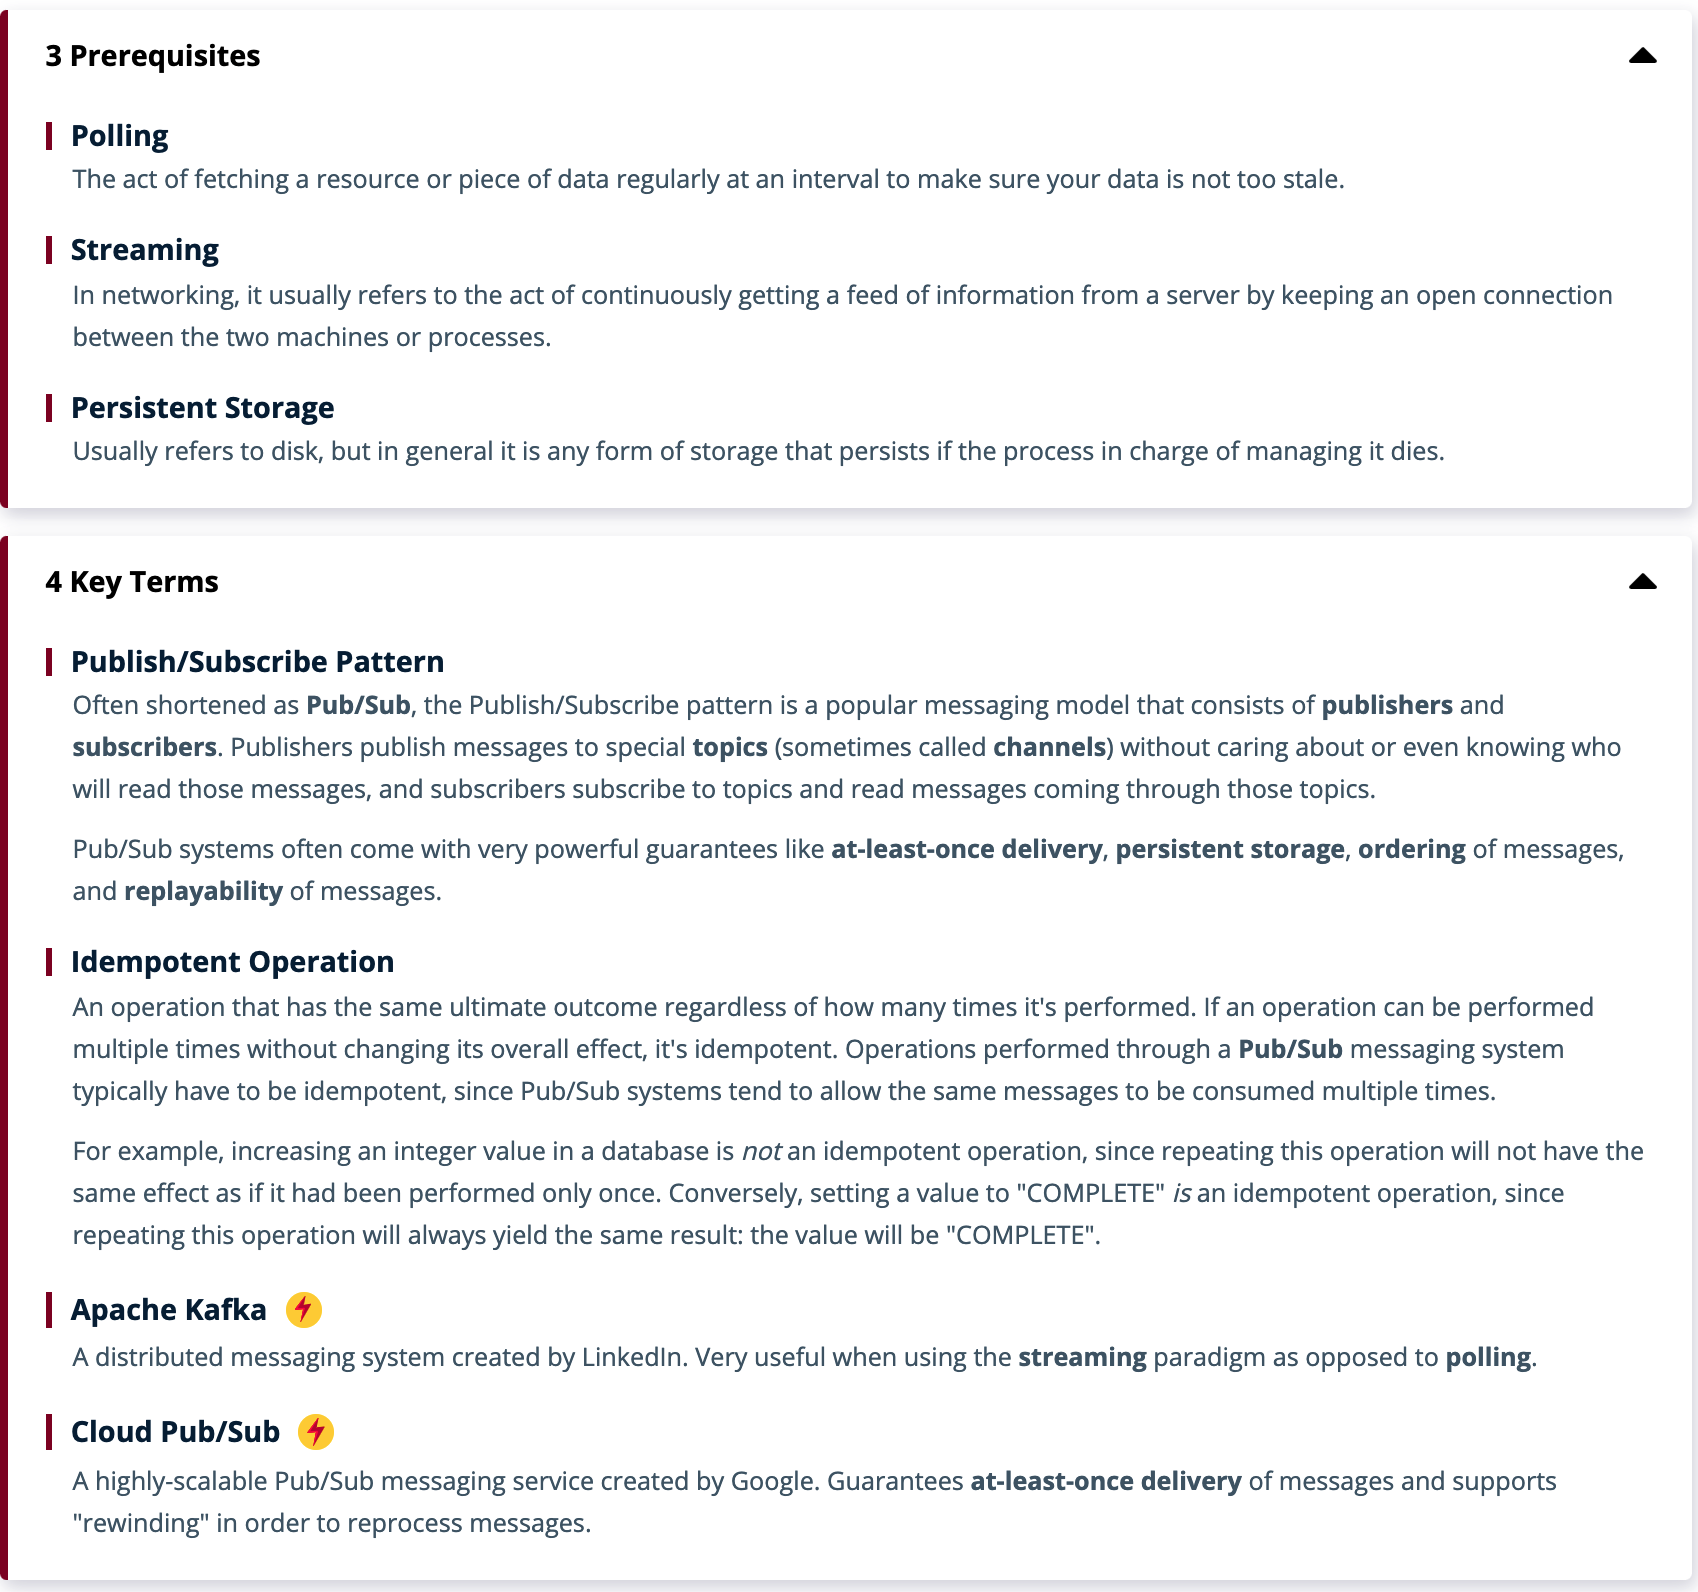 3 Prerequisites
Polling
The act of fetching a resource or piece of data regularly at an interval to make sure your data is not too stale.
Streaming
In networking, it usually refers to the act of continuously getting a feed of information from a server by keeping an open connection
between the two machines or processes.
Persistent Storage
Usually refers to disk, but in general it is any form of storage that persists if the process in charge of managing it dies.
4 Key Terms
Publish/Subscribe Pattern
Often shortened as Pub/Sub, the Publish/Subscribe pattern is a popular messaging model that consists of publishers and
subscribers. Publishers publish messages to special topics (sometimes called channels) without caring about or even knowing who
will read those messages, and subscribers subscribe to topics and read messages coming through those topics.
Pub/Sub systems often come with very powerful guarantees like at-least-once delivery, persistent storage, ordering of messages,
and replayability of messages.
Idempotent Operation
An operation that has the same ultimate outcome regardless of how many times it's performed. If an operation can be performed
multiple times without changing its overall effect, it's idempotent. Operations performed through a Pub/Sub messaging system
typically have to be idempotent, since Pub/Sub systems tend to allow the same messages to be consumed multiple times.
For example, increasing an integer value in a database is not an idempotent operation, since repeating this operation will not have the
same effect as if it had been performed only once. Conversely, setting a value to "COMPLETE" is an idempotent operation, since
repeating this operation will always yield the same result: the value will be "COMPLETE".
Apache Kafka
A distributed messaging system created by LinkedIn. Very useful when using the streaming paradigm as opposed to polling.
Cloud Pub/Sub
A highly-scalable Pub/Sub messaging service created by Google. Guarantees at-least-once delivery of messages and supports
"rewinding" in order to reprocess messages.